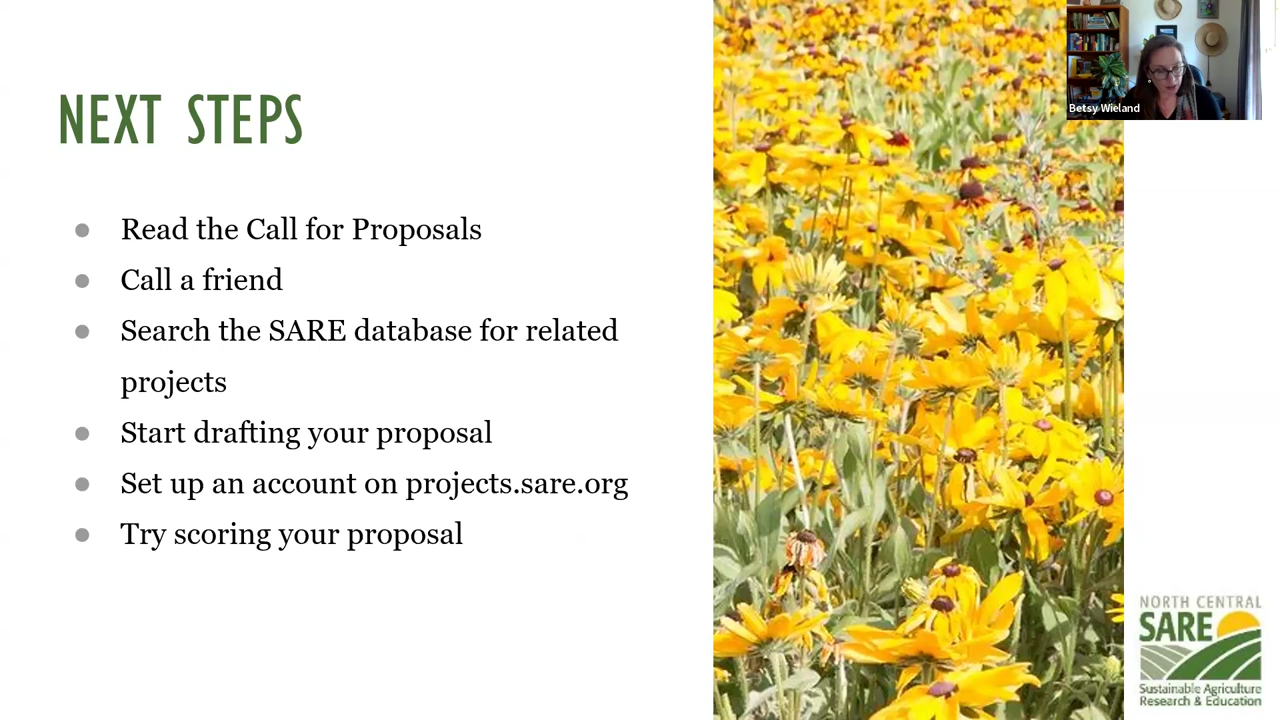 NEXT STEPS
Read the Call for Proposals
Call a friend
Search the SARE database for related
projects
Start drafting your proposal
Set up an account on projects.sare.org
Try scoring your proposal
Betsy Wieland
NORTH CENTRAL
SARE
Sustainable Agriculture
Research & Education